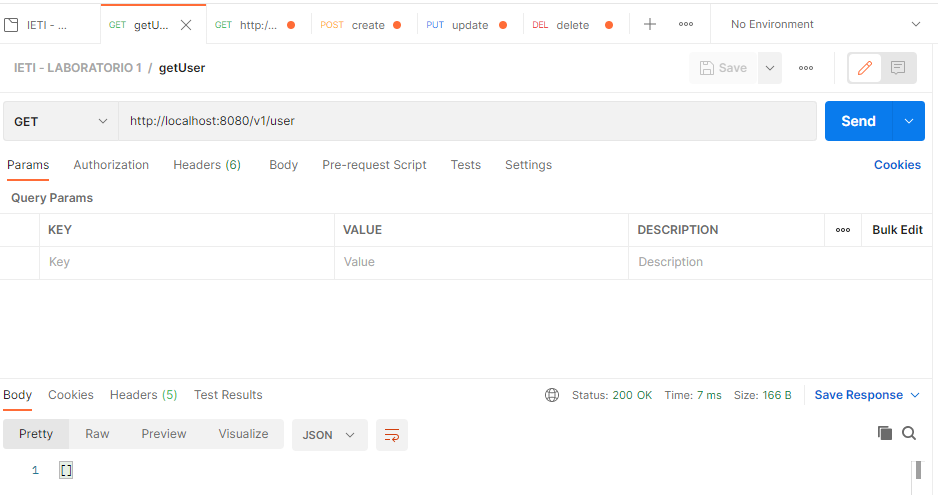 IETI - ... GET getU... GET http:/... POST create PUT update DEL delete No Environment
IETI - LABORATORIO 1 / getUser Save
GET http://localhost:8080/v1/user Send
Params Authorization Headers (6) Body Pre-request Script Tests Settings Cookies
Query Params
KEY VALUE DESCRIPTION Bulk Edit
Key Value Description
Body Cookies Headers (5) Test Results Status: 200 OK Time: 7 ms Size: 166 B Save Response
Pretty Raw Preview Visualize JSON
1 []